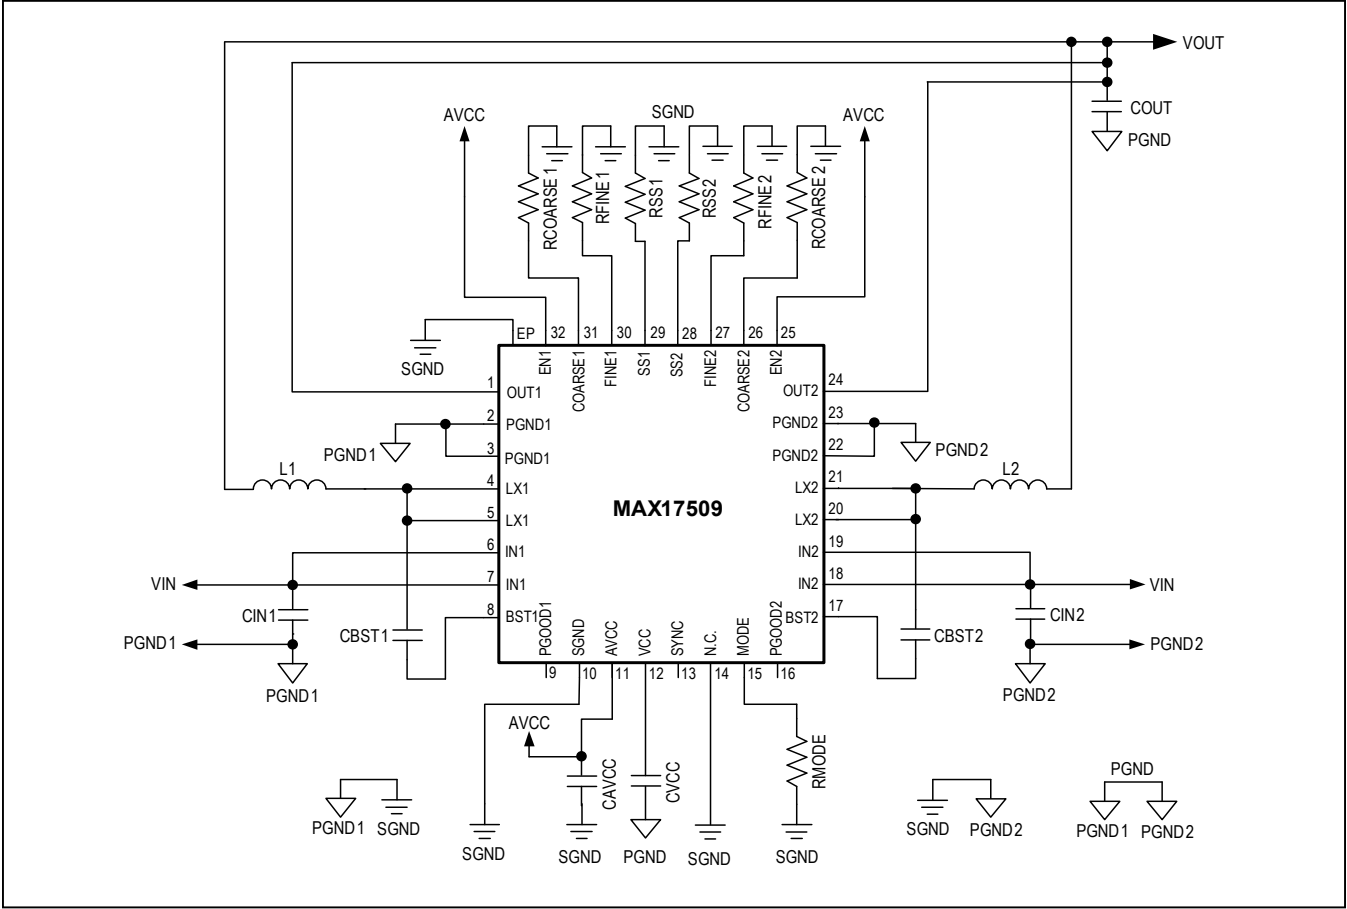 VOUT
COUT
PGND
AVCC
SGND
AVCC
RCOARSE1
RFINE1
RSS1
RSS2
RFINE2
RCOARSE2
SGND
EP
32
31
30
29
28
27
26
25
EN1
COARSE1
FINE1
SS1
SS2
FINE2
COARSE2
EN2
1
OUT1
OUT2
24
2
PGND1
PGND2
23
PGND1
PGND2
3
PGND1
PGND2
22
L1
L2
4
LX1
LX2
21
MAX17509
5
LX1
LX2
20
6
IN1
IN2
19
VIN
7
IN1
IN2
18
VIN
CIN1
8
BST1
BST2
17
CIN2
CBST1
CBST2
PGND1
PGND2
PGND1
PGND2
PGOOD1
SGND
AVCC
VCC
SYNC
N.C.
MODE
PGOOD2
9
10
11
12
13
14
15
16
AVCC
CAVCC
CVCC
RMODE
PGND1
SGND
SGND
SGND
PGND
SGND
SGND
SGND
PGND2
PGND
PGND1
PGND2